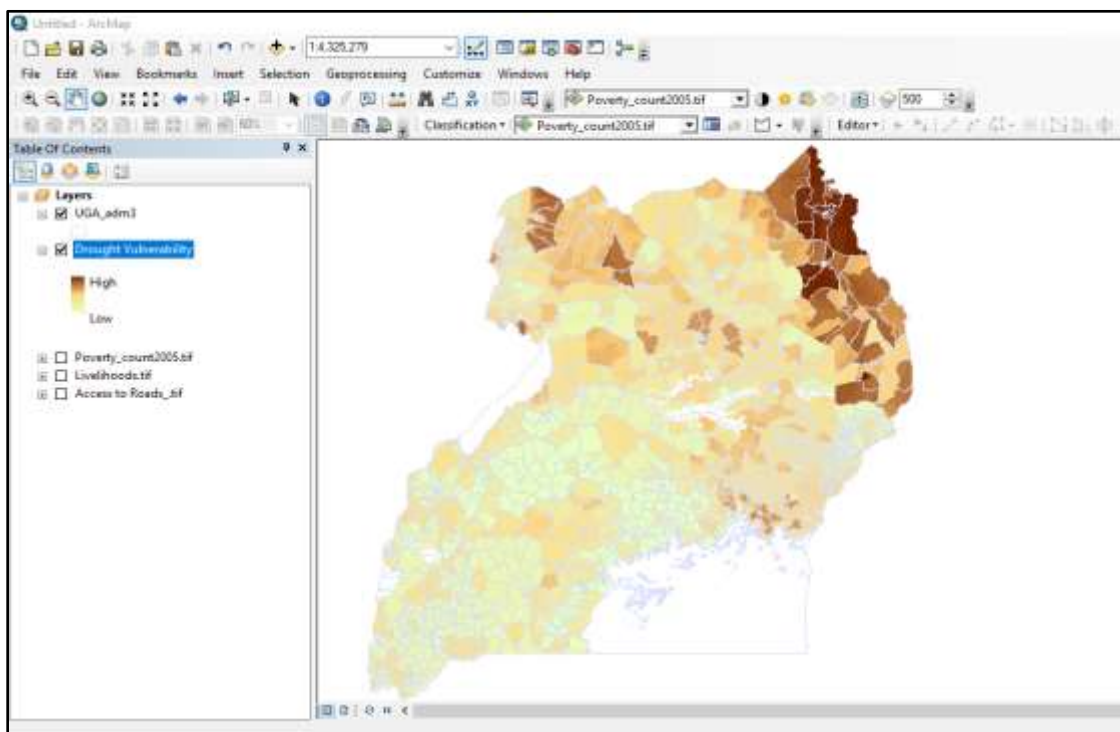 Untitled - ArcMap
1:4,325,279
File Edit View Bookmarks Insert Selection Geoprocessing Customize Windows Help
Poverty_count2005.tif 500
60% Classification Poverty_count2005.tif Editor
Table Of Contents
Layers
UGA_adm3
Drought Vulnerability
High
Low
Poverty_count2005.tif
Livelihoods.tif
Access to Roads_.tif